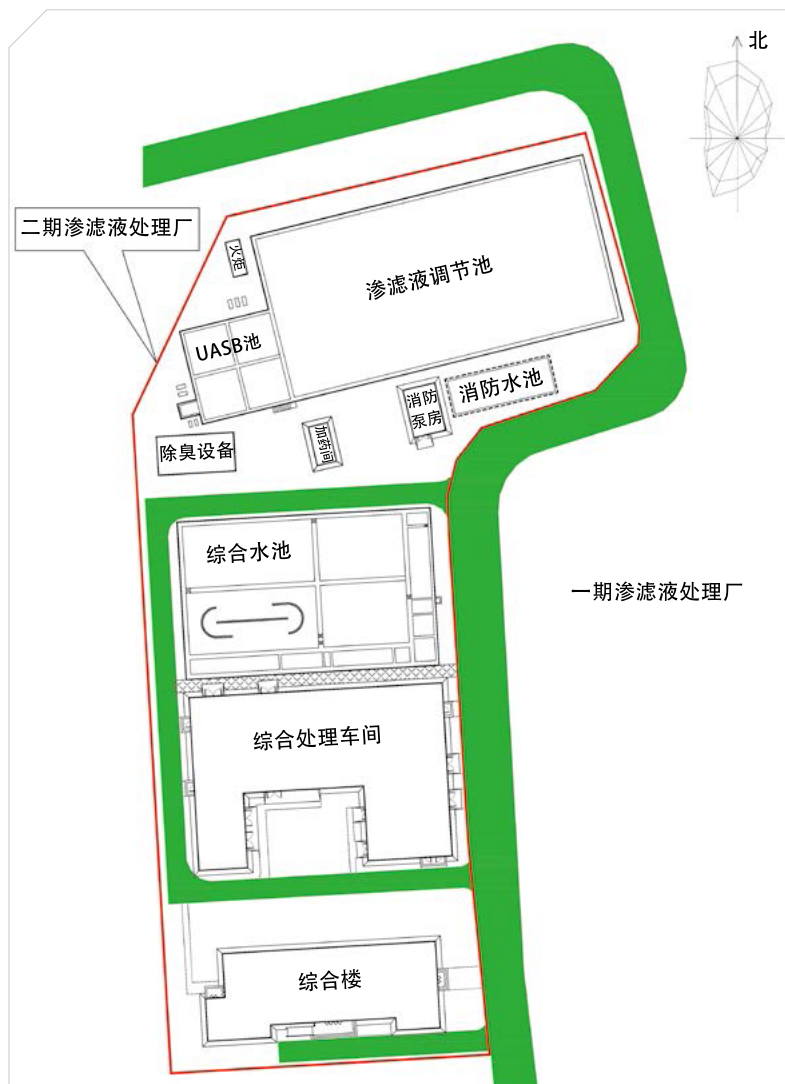 北
二期渗滤液处理厂
火炬
渗滤液调节池
UASB池
消防水池
消防
泵房
加药间
除臭设备
综合水池
一期渗滤液处理厂
综合处理车间
综合楼